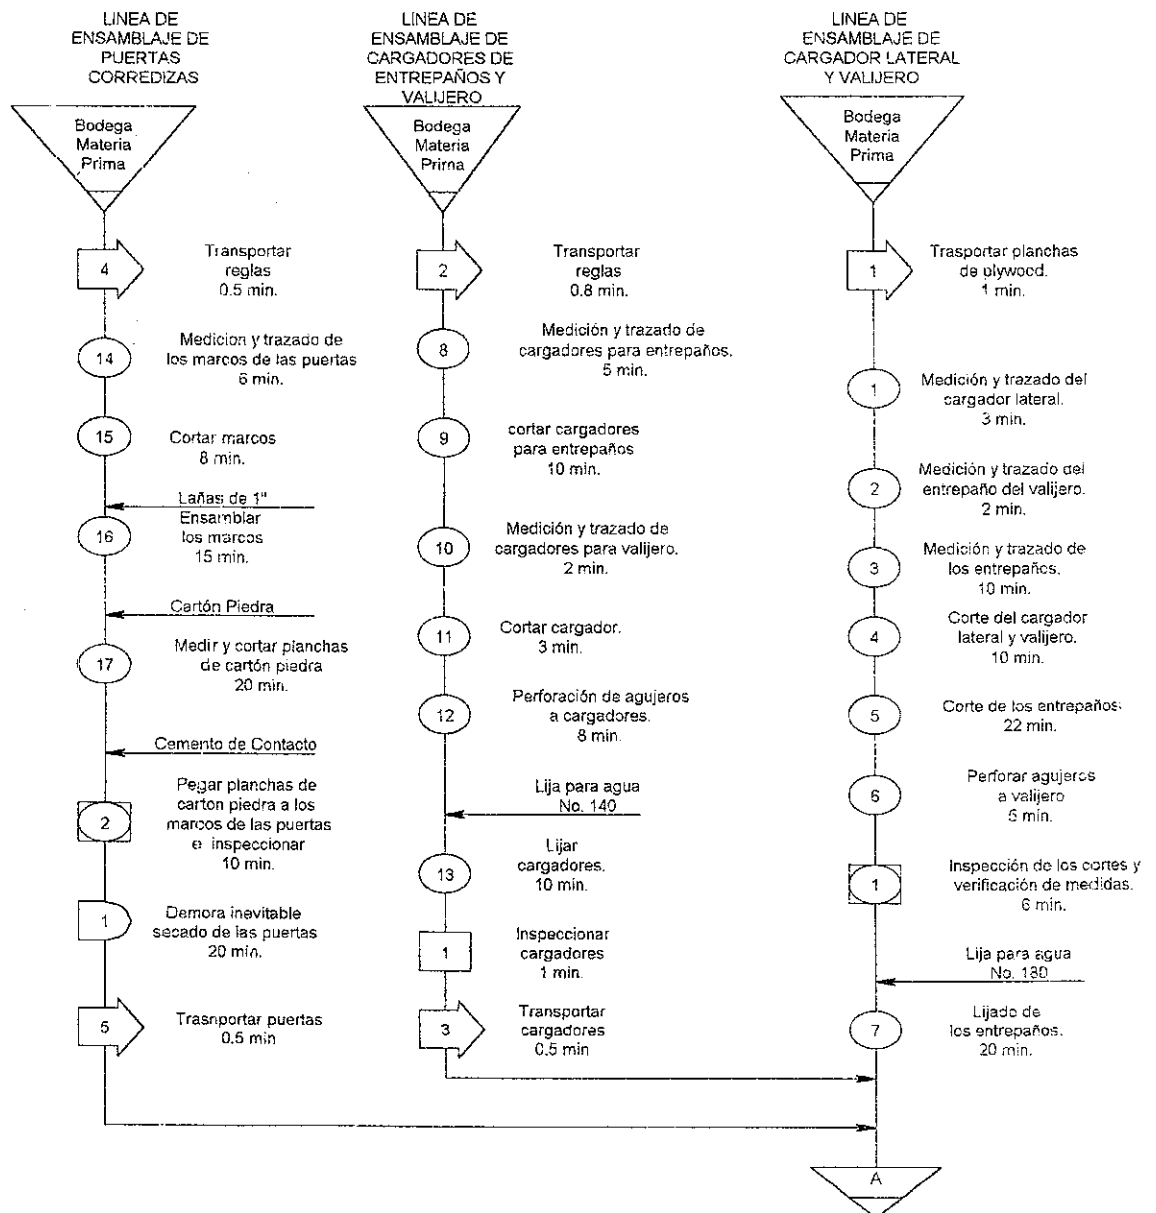 LINEA DE
ENSAMBLAJE DE
PUERTAS
CORREDIZAS
Bodega
Materia
Prima
4
Transportar
reglas
0.5 min.
14
Medicion y trazado de
los marcos de las puertas
6 min.
15
Cortar marcos
8 min.
Lañas de 1"
16
Ensamblar
los marcos
15 min.
Cartón Piedra
17
Medir y cortar planchas
de cartón piedra
20 min.
Cemento de Contacto
2
Pegar planchas de
carton piedra a los
marcos de las puertas
e inspeccionar
10 min.
1
Demora inevitable
secado de las puertas
20 min.
5
Trasnportar puertas
0.5 min
LINEA DE
ENSAMBLAJE DE
CARGADORES DE
ENTREPAÑOS Y
VALIJERO
Bodega
Materia
Prima
2
Transportar
reglas
0.8 min.
8
Medición y trazado de
cargadores para entrepaños.
5 min.
9
cortar cargadores
para entrepaños
10 min.
10
Medición y trazado de
cargadores para valijero.
2 min.
11
Cortar cargador.
3 min.
12
Perforación de agujeros
a cargadores.
8 min.
Lija para agua
No. 140
13
Lijar
cargadores.
10 min.
1
Inspeccionar
cargadores
1 min.
3
Transportar
cargadores
0.5 min
LINEA DE
ENSAMBLAJE DE
CARGADOR LATERAL
Y VALIJERO
Bodega
Materia
Prima
1
Trasportar planchas
de plywood.
1 min.
1
Medición y trazado del
cargador lateral.
3 min.
2
Medición y trazado del
entrepaño del valijero.
2 min.
3
Medición y trazado de
los entrepaños.
10 min.
4
Corte del cargador
lateral y valijero.
10 min.
5
Corte de los entrepaños.
22 min.
6
Perforar agujeros
a valijero
min.
1
Inspección de los cortes y
verificación de medidas.
6 min.
Lija para agua
No.
7
Lijado de
los entrepaños.
20 min.
A